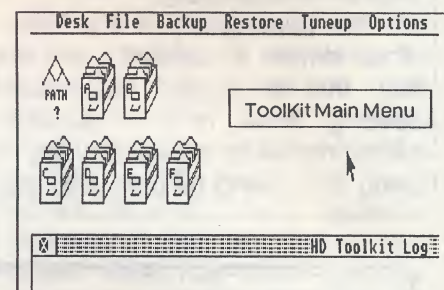 Desk File Backup Restore Tuneup Options
PATH
?
A
B
ToolKit Main Menu
C
D
E
F
HD Toolkit Log